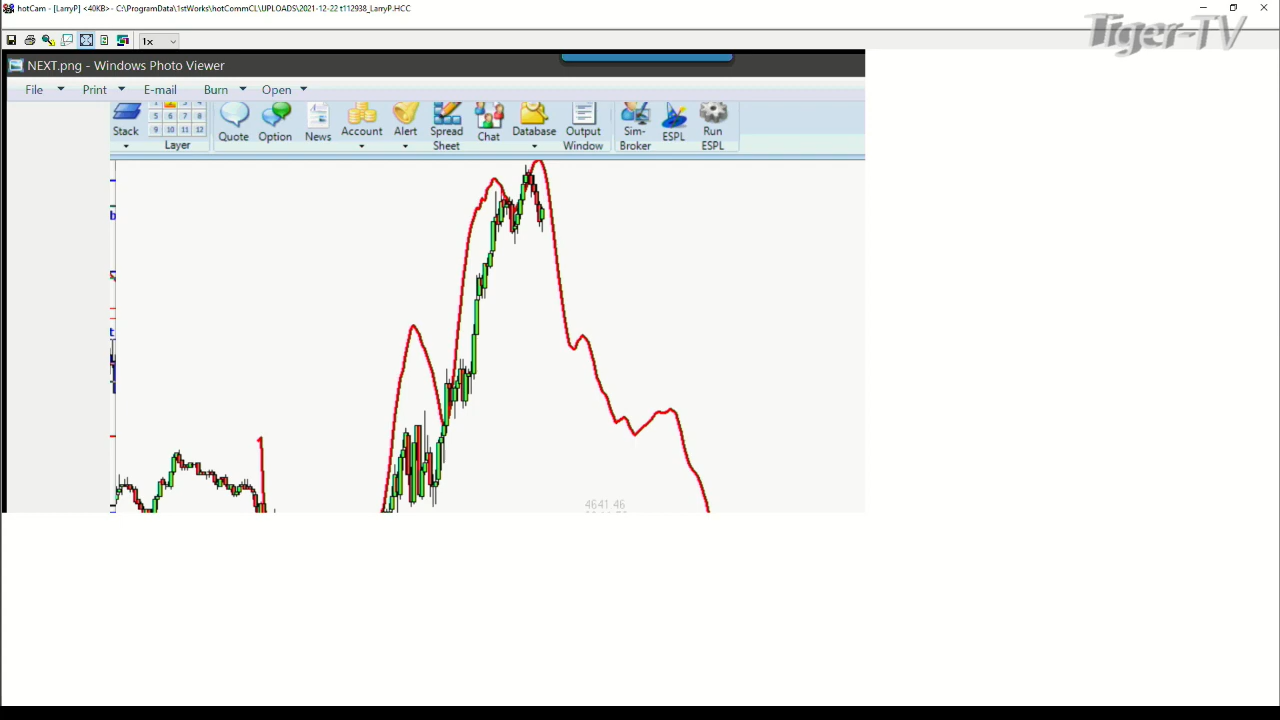 hotCam - [LarryP] <40KB>- C:\ProgramData\1stWorks\hotCommCL\UPLOADS\2021-12-22 t112938_LarryP.HCC
Tiger-TV
1x
NEXT.png - Windows Photo Viewer
File Print E-mail Burn Open
5 6 7 8
9 10 11 12
Stack Layer Quote Option News Account Alert Spread Sheet Chat Database Output Window Sim-Broker ESPL Run ESPL
b
t
4641.46